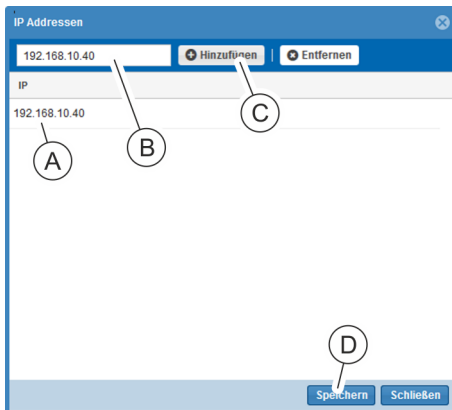 IP Addressen
192.168.10.40 Hinzufügen | Entfernen
IP
192.168.10.40
A
B
C
D
Speichern Schließen